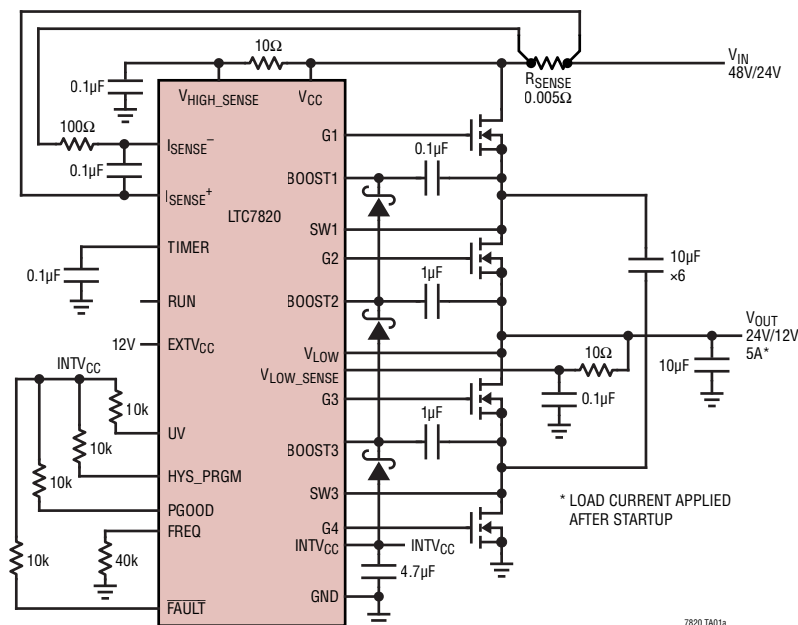 10Ω
V_IN
48V/24V
R_SENSE
0.005Ω
0.1µF
V_HIGH_SENSE
V_CC
100Ω
I_SENSE^–
G1
0.1µF
0.1µF
BOOST1
I_SENSE^+
LTC7820
SW1
TIMER
G2
10µF
×6
0.1µF
1µF
RUN
BOOST2
V_OUT
24V/12V
5A*
12V
EXTV_CC
V_LOW
10Ω
INTV_CC
V_LOW_SENSE
10µF
G3
0.1µF
10k
UV
1µF
BOOST3
10k
HYS_PRGM
10k
SW3
* LOAD CURRENT APPLIED
AFTER STARTUP
PGOOD
FREQ
G4
INTV_CC
INTV_CC
10k
40k
4.7µF
GND
FAULT
7820 TA01a